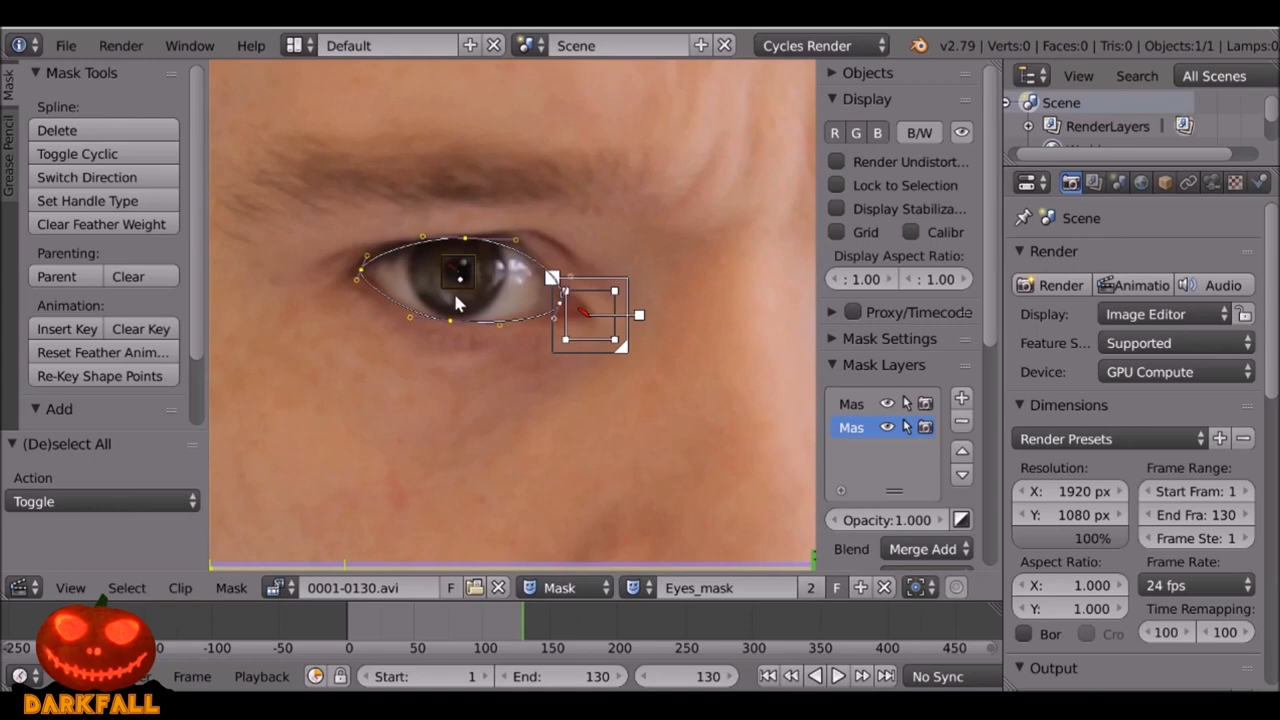 File Render Window Help Default Scene Cycles Render v2.79 | Verts:0 | Faces:0 | Tris:0 | Objects:1/1 | Lamps:0
Mask
Grease Pencil
Mask Tools
Spline:
Delete
Toggle Cyclic
Switch Direction
Set Handle Type
Clear Feather Weight
Parenting:
Parent Clear
Animation:
Insert Key Clear Key
Reset Feather Anim...
Re-Key Shape Points
Add
(De)select All
Action
Toggle
Objects
Display
R G B B/W
Render Undistort...
Lock to Selection
Display Stabiliza...
Grid Calibr
Display Aspect Ratio:
: 1.00 : 1.00
Proxy/Timecode
Mask Settings
Mask Layers
Mas
Mas
Opacity:1.000
Blend Merge Add
View Search All Scenes
Scene
RenderLayers
Scene
Render
Render Animatio Audio
Display: Image Editor
Feature S... Supported
Device: GPU Compute
Dimensions
Render Presets
Resolution: Frame Range:
X: 1920 px Start Fram: 1
Y: 1080 px End Fra: 130
100% Frame Ste: 1
Aspect Ratio: Frame Rate:
X: 1.000 24 fps
Y: 1.000 Time Remapping:
Bor Cro 100 100
Output
View Select Clip Mask 0001-0130.avi F Mask Eyes_mask 2 F
-250 0 50 100 150 200 250 300 350 400 450
Frame Playback Start: 1 End: 130 130 No Sync
DARKFALL